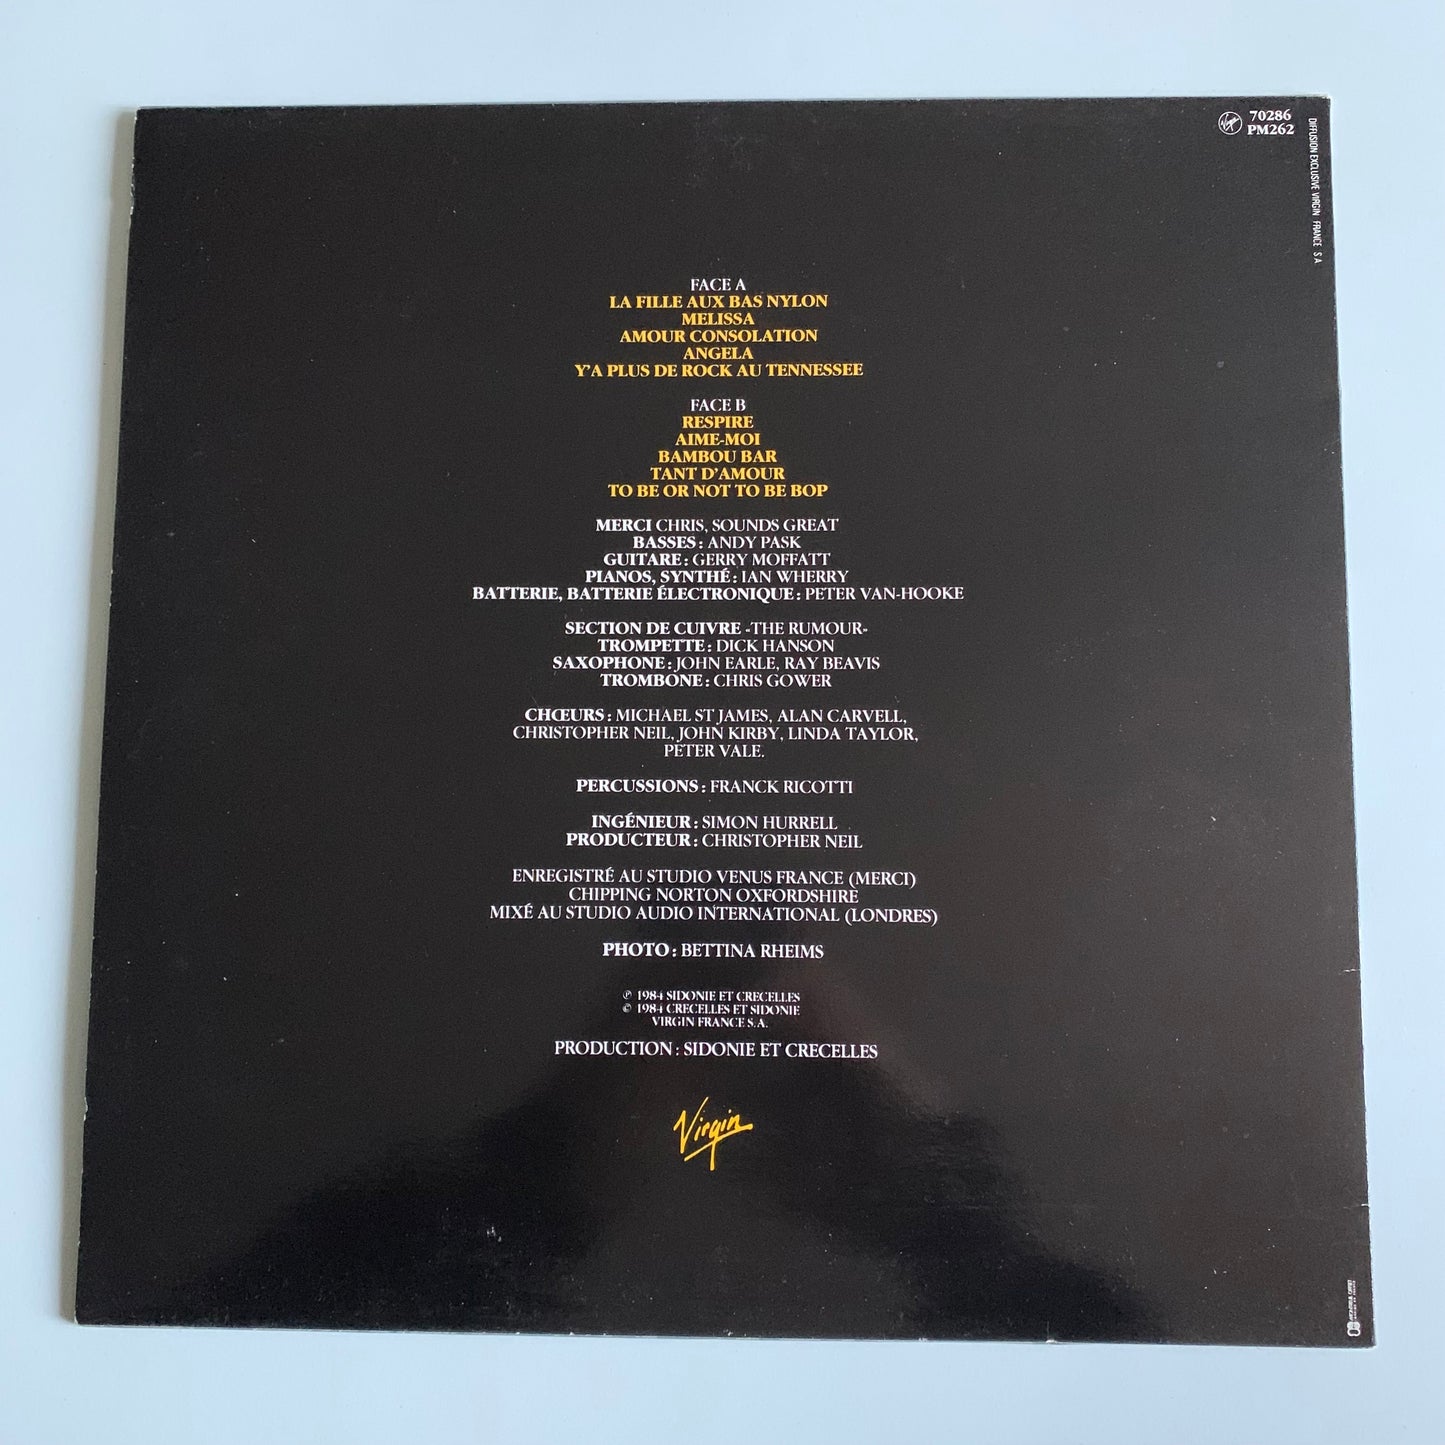 Virgin
70286
PM262
DIFFUSION EXCLUSIVE VIRGIN FRANCE S A
FACE A
LA FILLE AUX BAS NYLON
MELISSA
AMOUR CONSOLATION
ANGELA
Y'A PLUS DE ROCK AU TENNESSEE
FACE B
RESPIRE
AIME-MOI
BAMBOU BAR
TANT D'AMOUR
TO BE OR NOT TO BE BOP
MERCI CHRIS, SOUNDS GREAT
BASSES : ANDY PASK
GUITARE : GERRY MOFFATT
PIANOS, SYNTHÉ : IAN WHERRY
BATTERIE, BATTERIE ÉLECTRONIQUE : PETER VAN-HOOKE
SECTION DE CUIVRE «THE RUMOUR»
TROMPETTE : DICK HANSON
SAXOPHONE : JOHN EARLE, RAY BEAVIS
TROMBONE : CHRIS GOWER
CHŒURS : MICHAEL ST JAMES, ALAN CARVELL,
CHRISTOPHER NEIL, JOHN KIRBY, LINDA TAYLOR,
PETER VALE.
PERCUSSIONS : FRANCK RICOTTI
INGÉNIEUR : SIMON HURRELL
PRODUCTEUR : CHRISTOPHER NEIL
ENREGISTRÉ AU STUDIO VENUS FRANCE (MERCI)
CHIPPING NORTON OXFORDSHIRE
MIXÉ AU STUDIO AUDIO INTERNATIONAL (LONDRES)
PHOTO : BETTINA RHEIMS
℗ 1984 SIDONIE ET CRECELLES
© 1984 CRECELLES ET SIDONIE
VIRGIN FRANCE S.A.
PRODUCTION : SIDONIE ET CRECELLES
Virgin